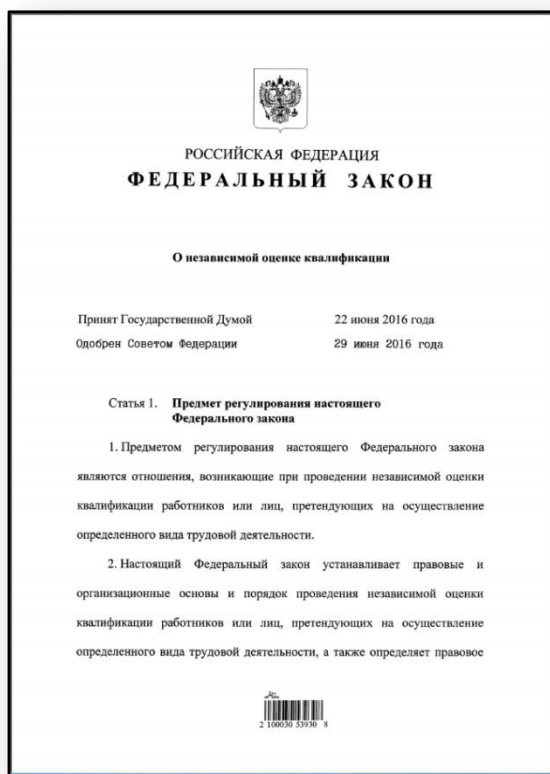 РОССИЙСКАЯ ФЕДЕРАЦИЯ
ФЕДЕРАЛЬНЫЙ ЗАКОН
О независимой оценке квалификации
Принят Государственной Думой 22 июня 2016 года
Одобрен Советом Федерации 29 июня 2016 года
Статья 1. Предмет регулирования настоящего
Федерального закона
1. Предметом регулирования настоящего Федерального закона
являются отношения, возникающие при проведении независимой оценки
квалификации работников или лиц, претендующих на осуществление
определенного вида трудовой деятельности.
2. Настоящий Федеральный закон устанавливает правовые и
организационные основы и порядок проведения независимой оценки
квалификации работников или лиц, претендующих на осуществление
определенного вида трудовой деятельности, а также определяет правовое
2 100030 53930 8